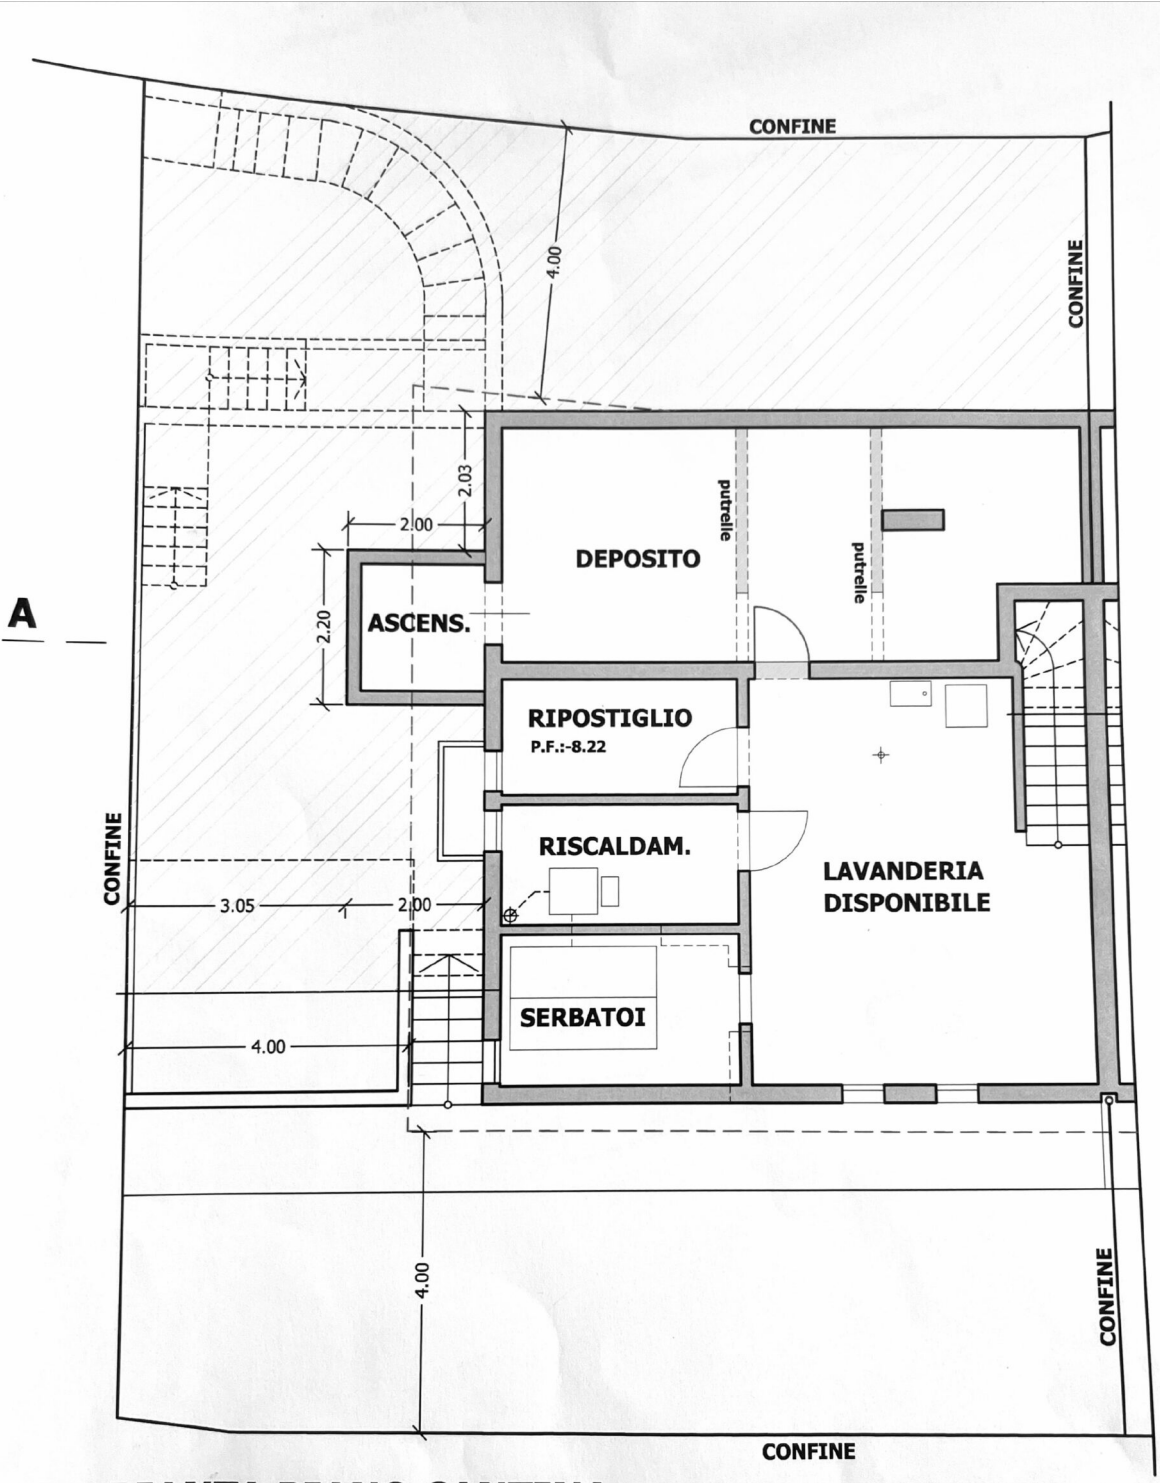 CONFINE
CONFINE
4.00
2.03
2.00
putrelle
putrelle
DEPOSITO
A
2.20
ASCENS.
RIPOSTIGLIO
P.F.:-8.22
CONFINE
RISCALDAM.
LAVANDERIA
DISPONIBILE
3.05
2.00
SERBATOI
4.00
4.00
CONFINE
CONFINE